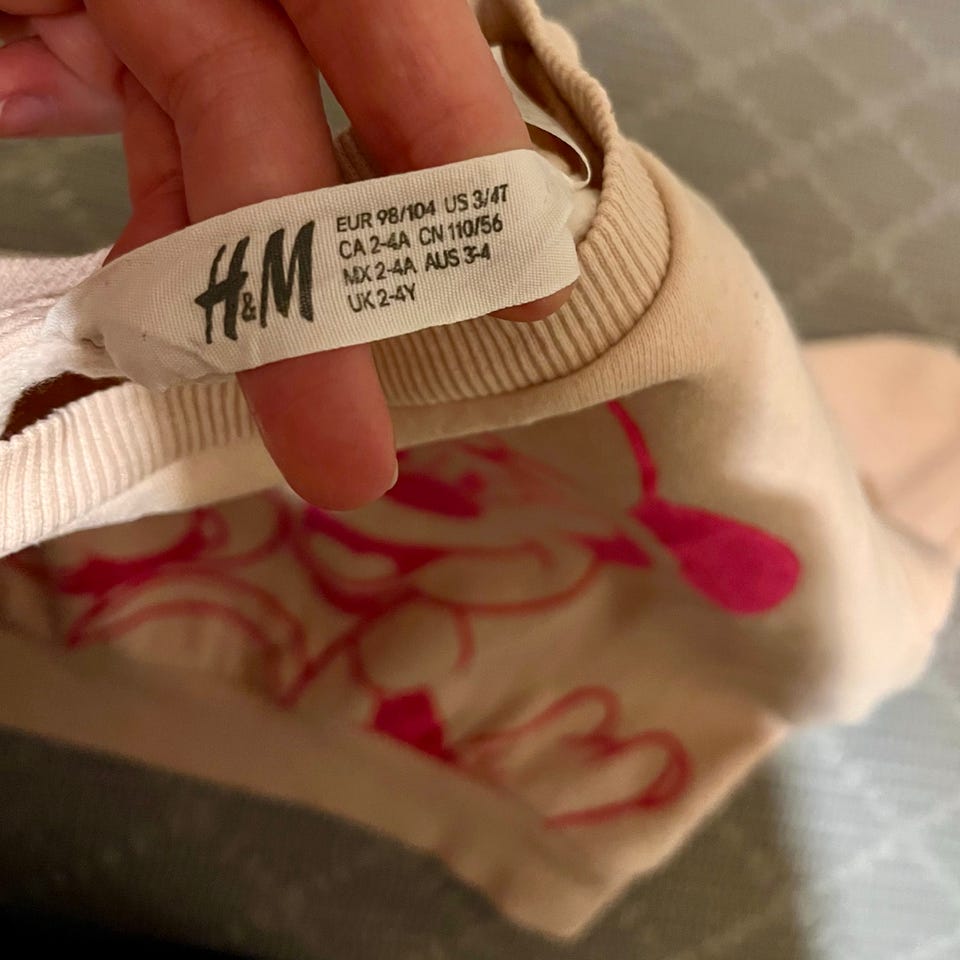 H&M
EUR 98/104 US 3/4T
CA 2-4A CN 110/56
MX 2-4A AUS 3-4
UK 2-4Y